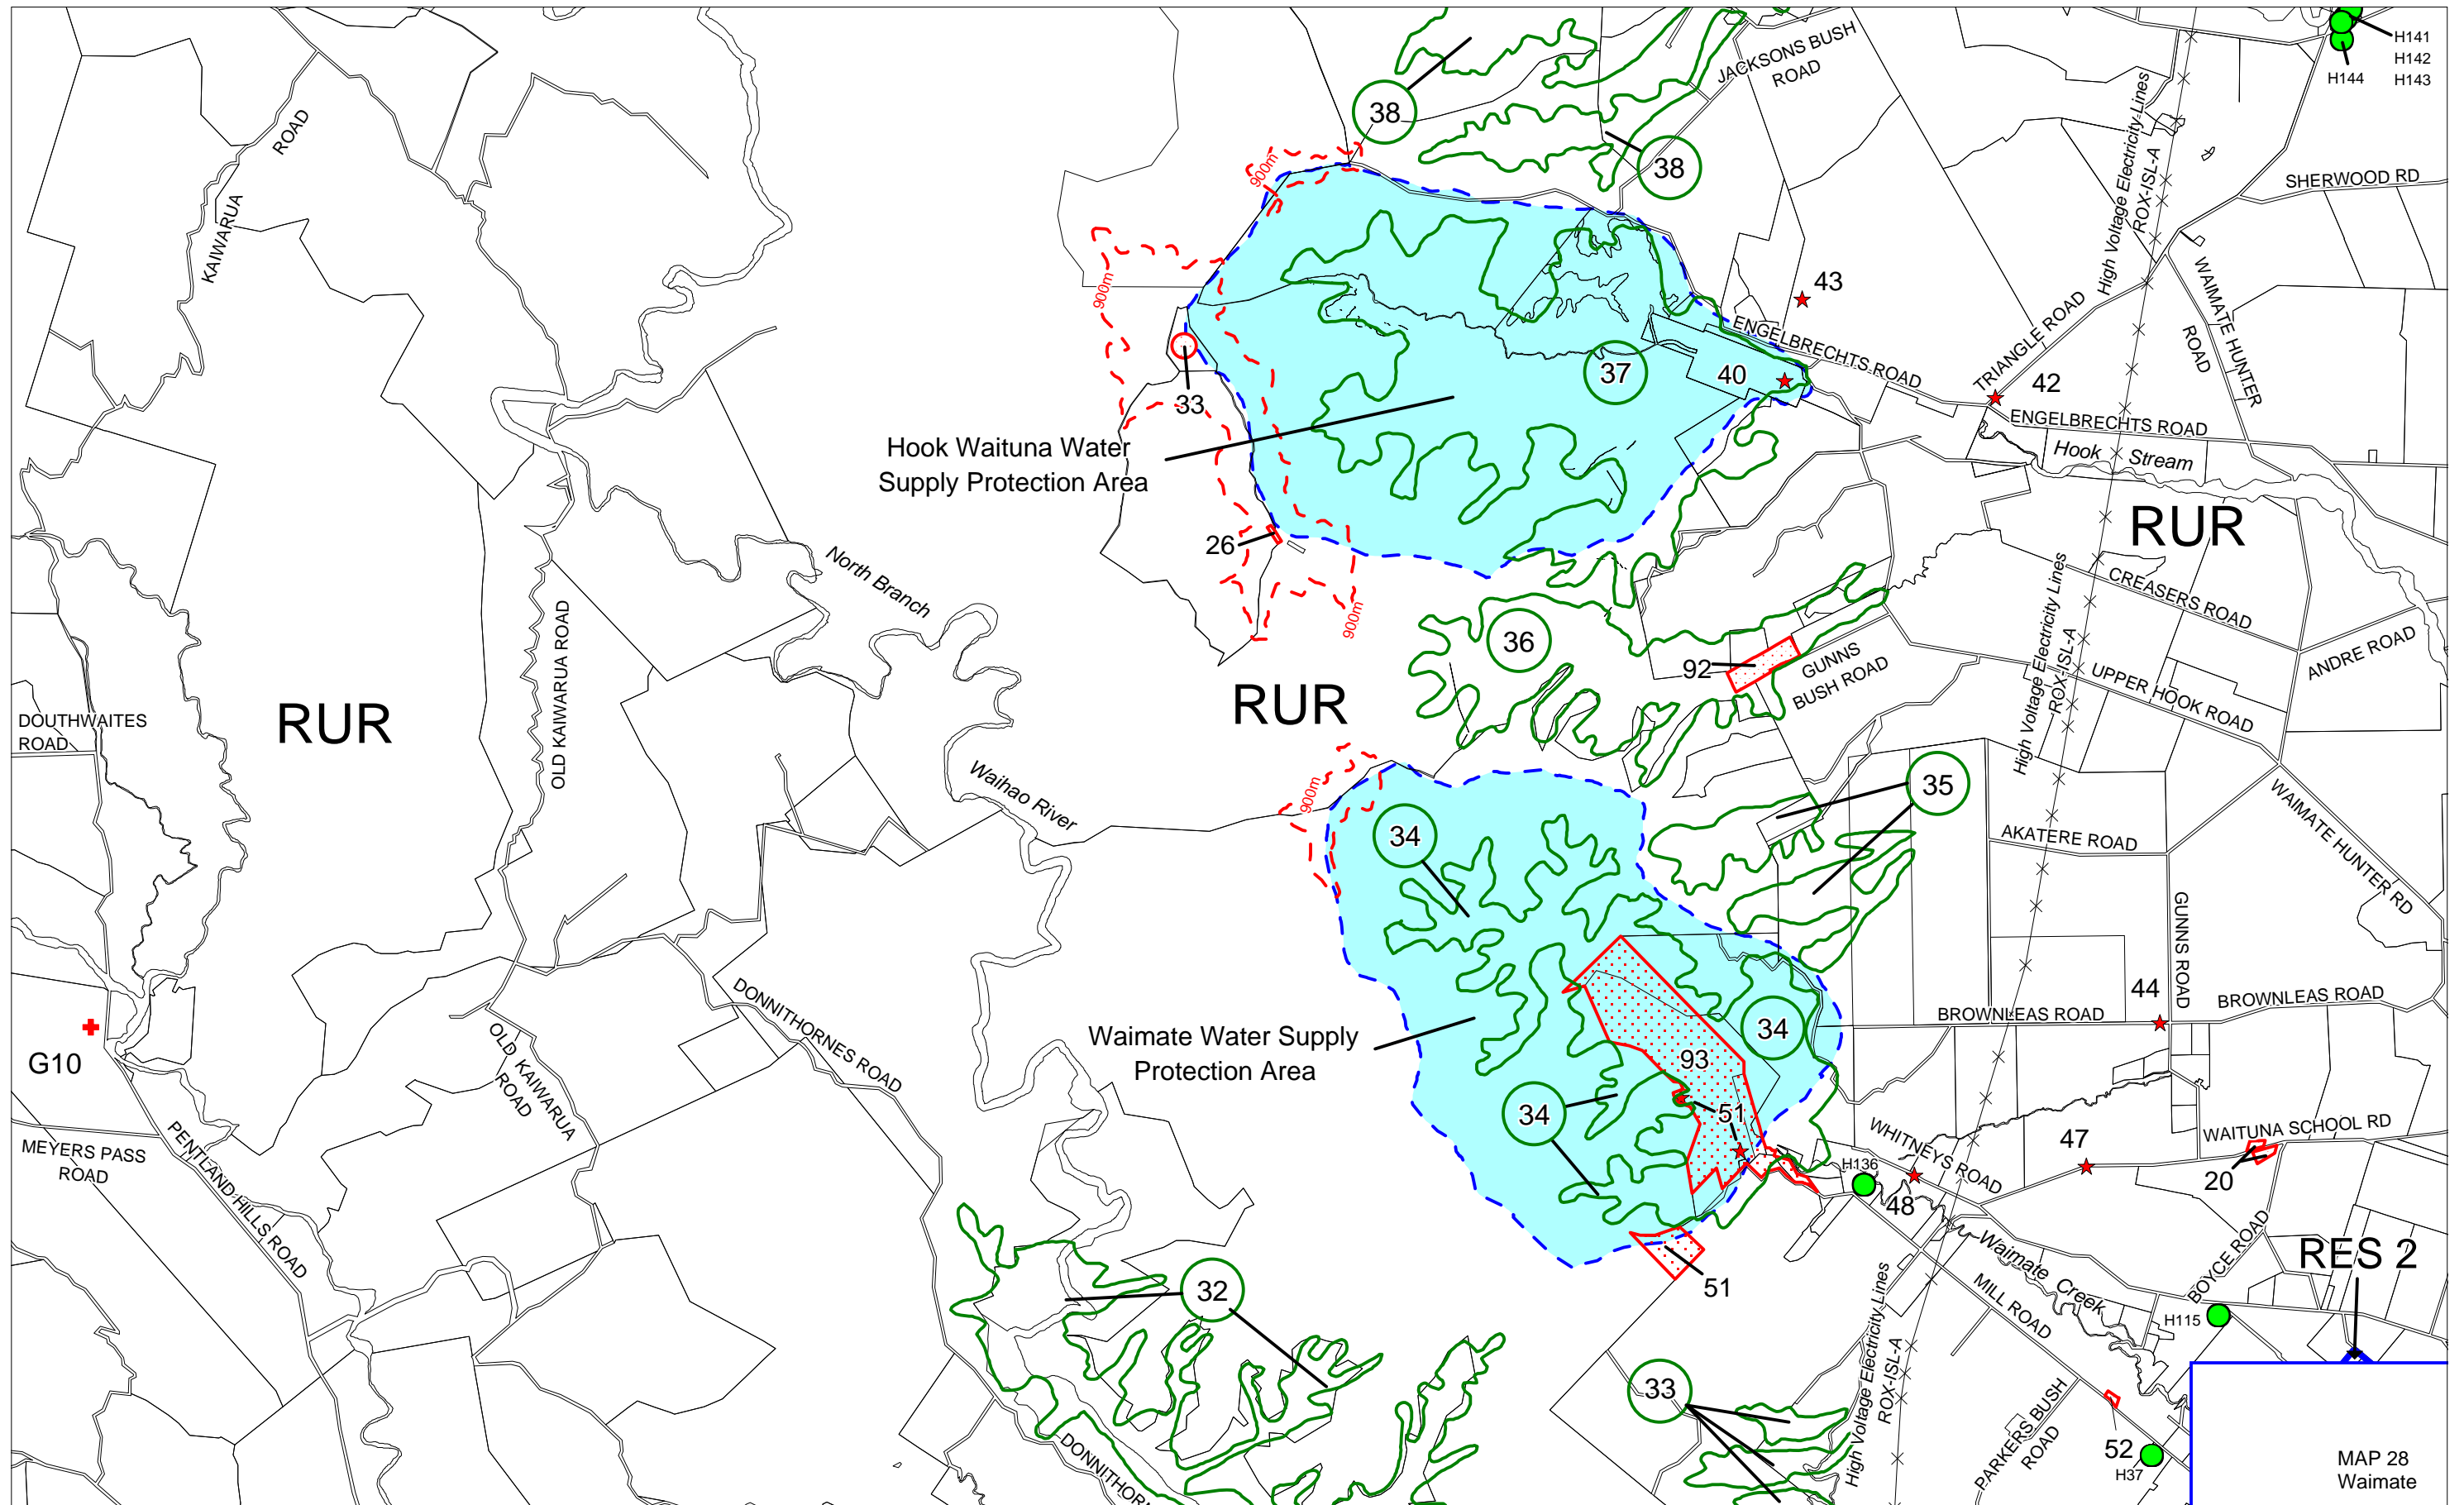 H141
H142
H143
H144
JACKSONS BUSH
ROAD
38
38
KAIWARUA
ROAD
High Voltage Electricity Lines
ROX-ISL-A
SHERWOOD RD
900m
900m
43
WAIMATE HUNTER
ROAD
TRIANGLE ROAD
ENGELBRECHTS ROAD
37
40
42
33
ENGELBRECHTS ROAD
Hook Stream
Hook Waituna Water
Supply Protection Area
26
North Branch
RUR
900m
CREASERS ROAD
ANDRE ROAD
OLD KAIWARUA ROAD
36
92
GUNNS
BUSH ROAD
High Voltage Electricity Lines
ROX-ISL-A
UPPER HOOK ROAD
RUR
RUR
DOUTHWAITES
ROAD
Waihao River
900m
35
34
AKATERE ROAD
WAIMATE HUNTER RD
GUNNS ROAD
44
DONNITHORNES ROAD
BROWNLEAS ROAD
BROWNLEAS ROAD
G10
OLD KAIWARUA
ROAD
Waimate Water Supply
Protection Area
34
93
34
51
MEYERS PASS
ROAD
PENTLAND HILLS ROAD
WHITNEYS ROAD
47
WAITUNA SCHOOL RD
20
H136
48
51
Waimate Creek
BOYCE ROAD
RES 2
32
MILL ROAD
H115
High Voltage Electricity Lines
ROX-ISL-A
33
PARKERS BUSH
ROAD
52
H37
DONNITHOR
MAP 28
Waimate